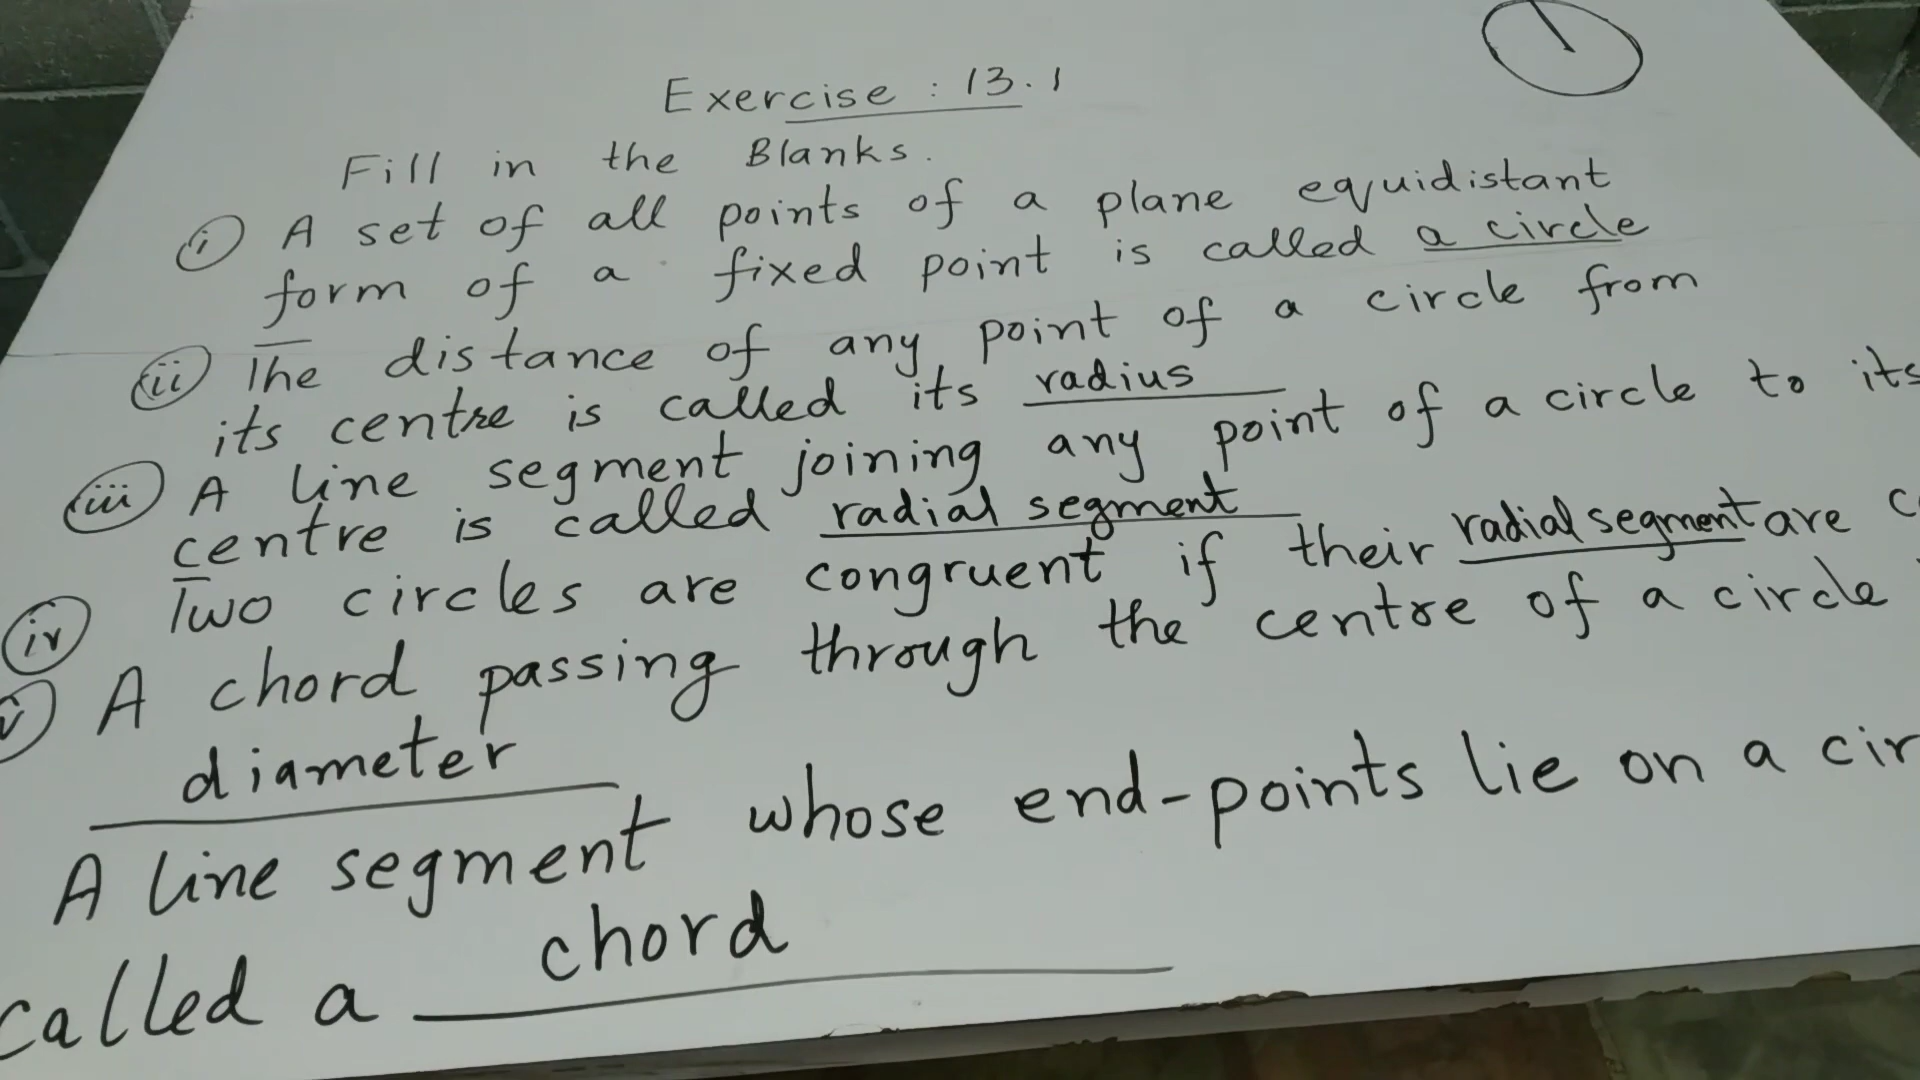 Exercise : 13.1
Fill in the Blanks.
(i) A set of all points of a plane equidistant
form of a fixed point is called a circle
(ii) The distance of any point of a circle from
its centre is called its radius
(iii) A line segment joining any point of a circle to its
centre is called radial segment
(iv) Two circles are congruent if their radial segment are
v) A chord passing through the centre of a circle
diameter
A line segment whose end-points lie on a cir
called a chord